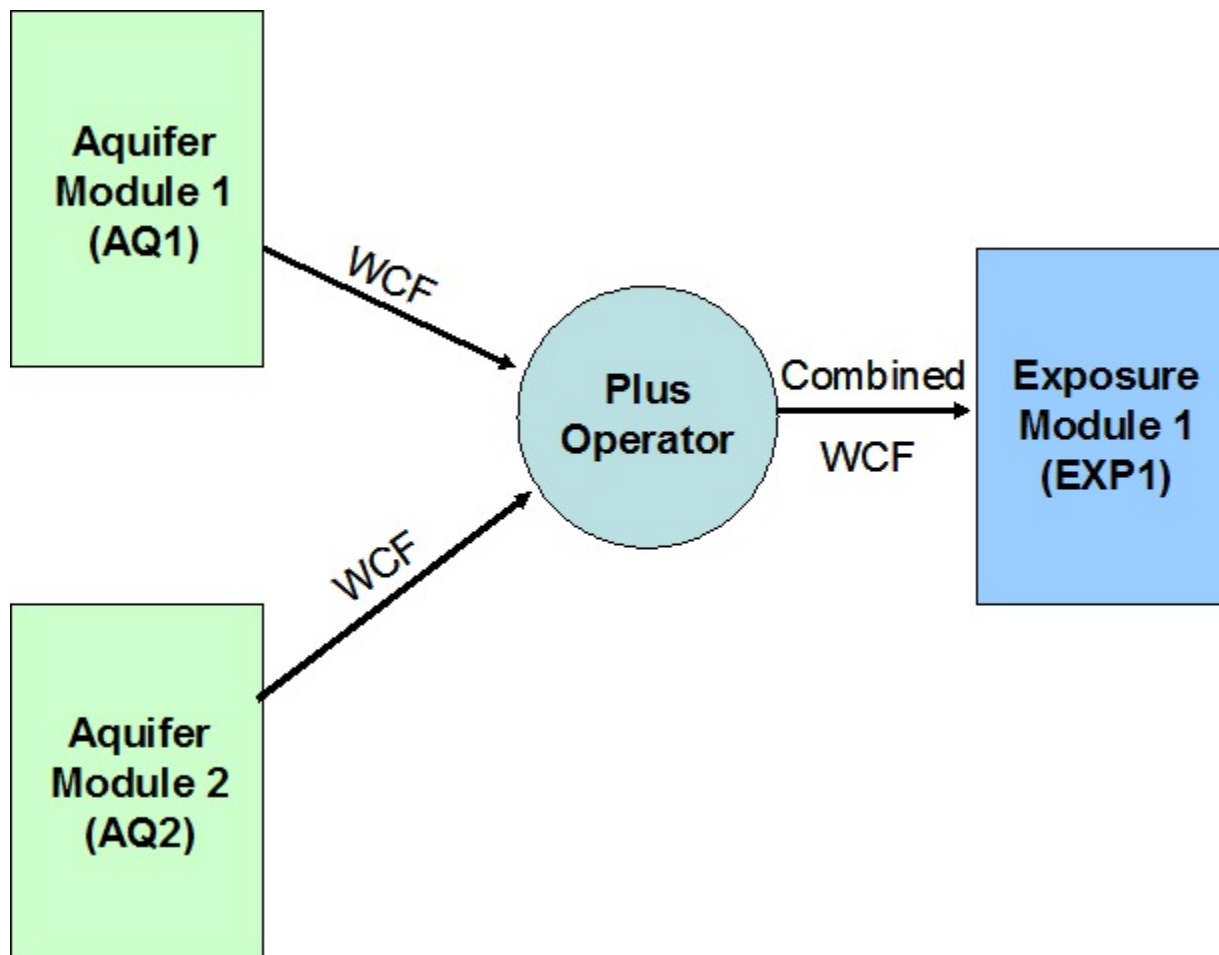 Aquifer
Module 1
(AQ1)
WCF
Plus
Operator
Combined
WCF
Exposure
Module 1
(EXP1)
WCF
Aquifer
Module 2
(AQ2)